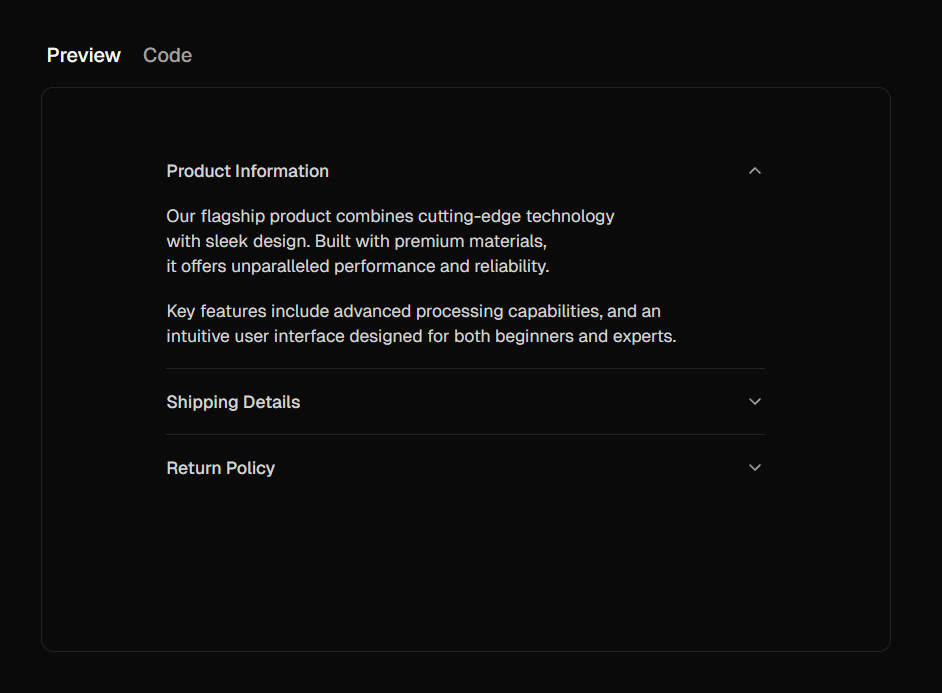 Preview Code
Product Information
Our flagship product combines cutting-edge technology
with sleek design. Built with premium materials,
it offers unparalleled performance and reliability.
Key features include advanced processing capabilities, and an
intuitive user interface designed for both beginners and experts.
Shipping Details
Return Policy